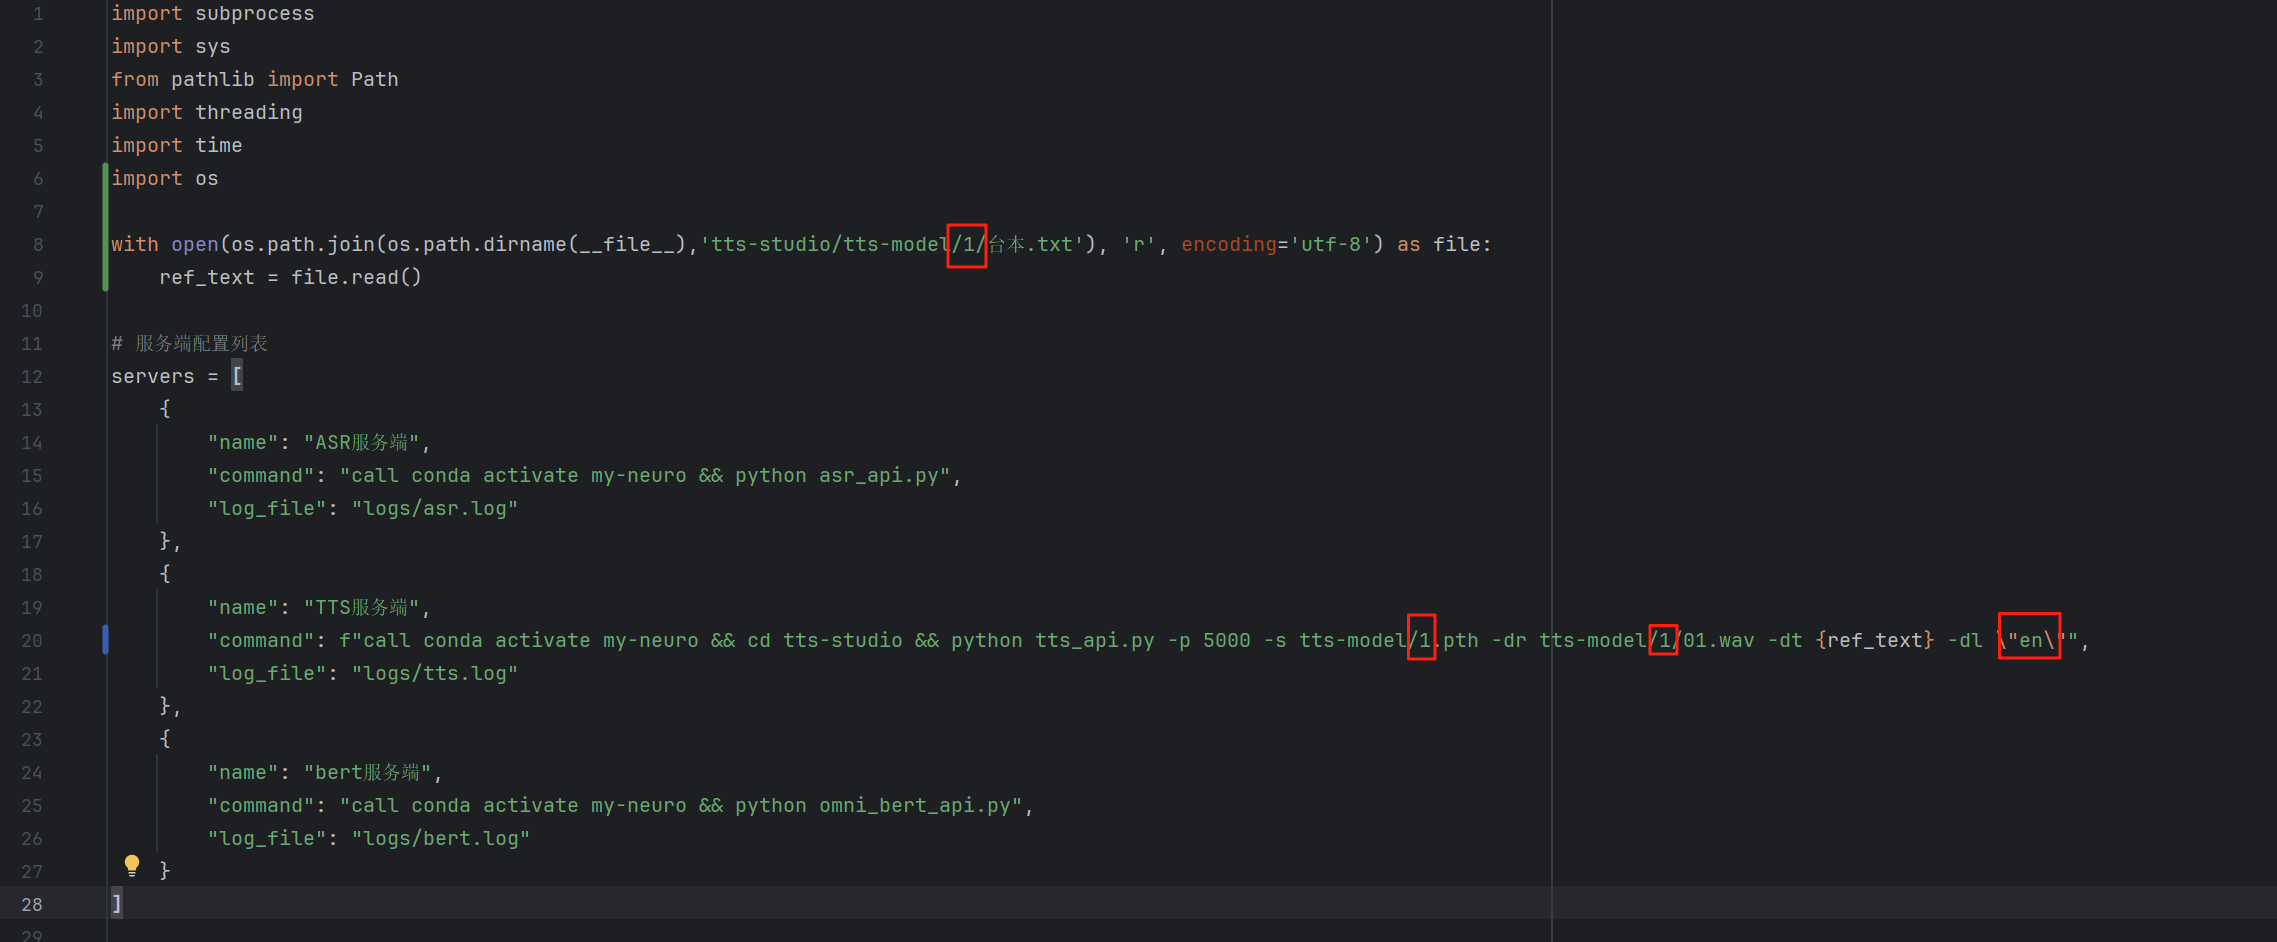 1 import subprocess
2 import sys
3 from pathlib import Path
4 import threading
5 import time
6 import os
7
8 with open(os.path.join(os.path.dirname(__file__),'tts-studio/tts-model/1/台本.txt'), 'r', encoding='utf-8') as file:
9     ref_text = file.read()
10
11 # 服务端配置列表
12 servers = [
13     {
14         "name": "ASR服务端",
15         "command": "call conda activate my-neuro && python asr_api.py",
16         "log_file": "logs/asr.log"
17     },
18     {
19         "name": "TTS服务端",
20         "command": f"call conda activate my-neuro && cd tts-studio && python tts_api.py -p 5000 -s tts-model/1.pth -dr tts-model/1/01.wav -dt {ref_text} -dl \"en\"",
21         "log_file": "logs/tts.log"
22     },
23     {
24         "name": "bert服务端",
25         "command": "call conda activate my-neuro && python omni_bert_api.py",
26         "log_file": "logs/bert.log"
27     }
28 ]
29